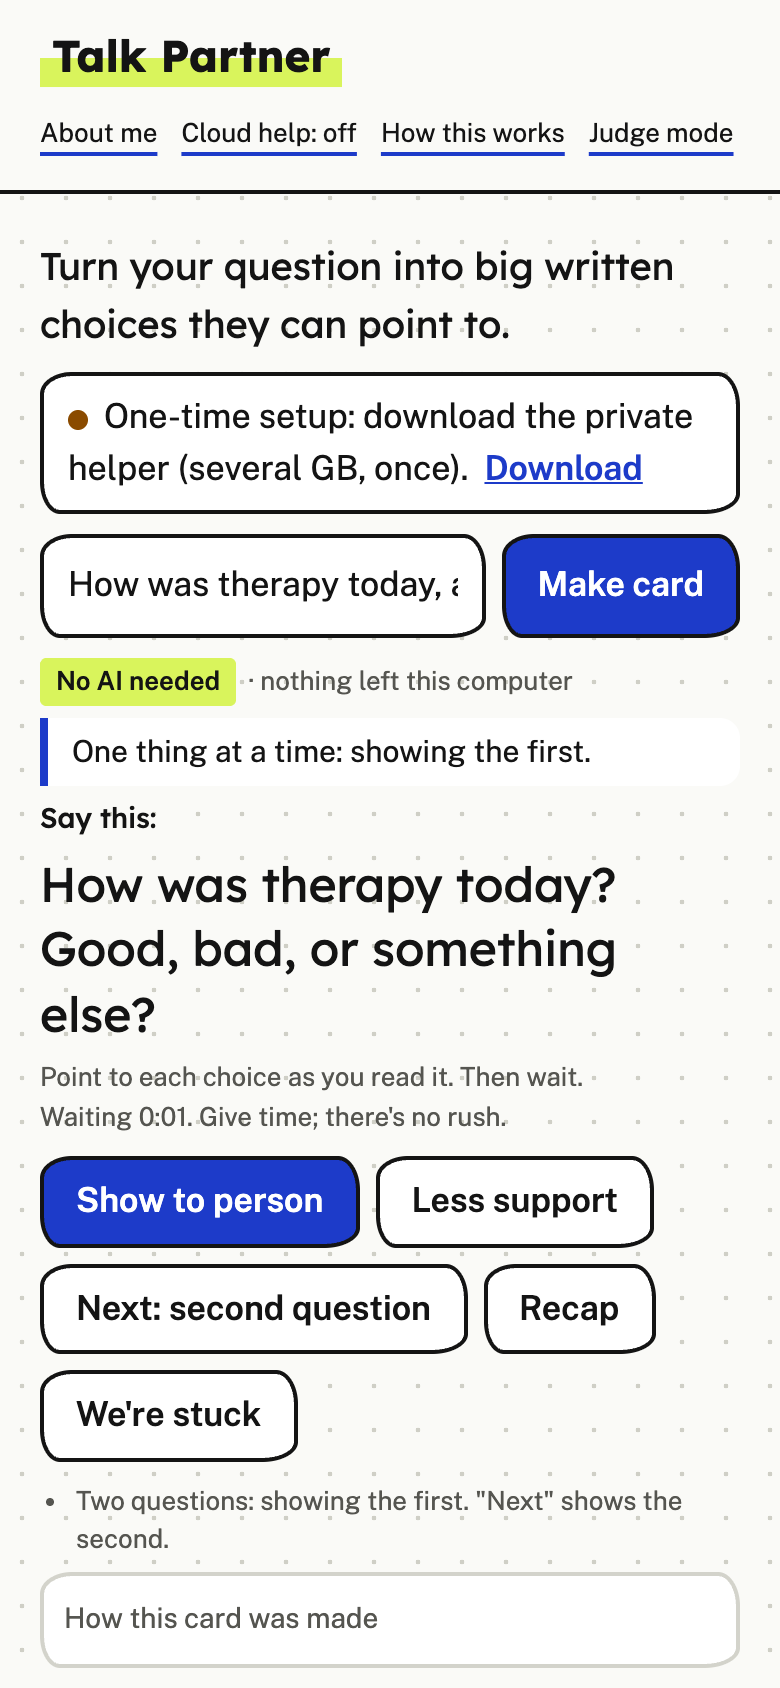 Talk Partner
About me Cloud help: off How this works Judge mode
Turn your question into big written
choices they can point to.
One-time setup: download the private
helper (several GB, once). Download
How was therapy today,
Make card
No AI needed · nothing left this computer
One thing at a time: showing the first.
Say this:
How was therapy today?
Good, bad, or something
else?
Point to each choice as you read it. Then wait.
Waiting 0:01. Give time; there's no rush.
Show to person Less support
Next: second question Recap
We're stuck
• Two questions: showing the first. "Next" shows the
second.
How this card was made